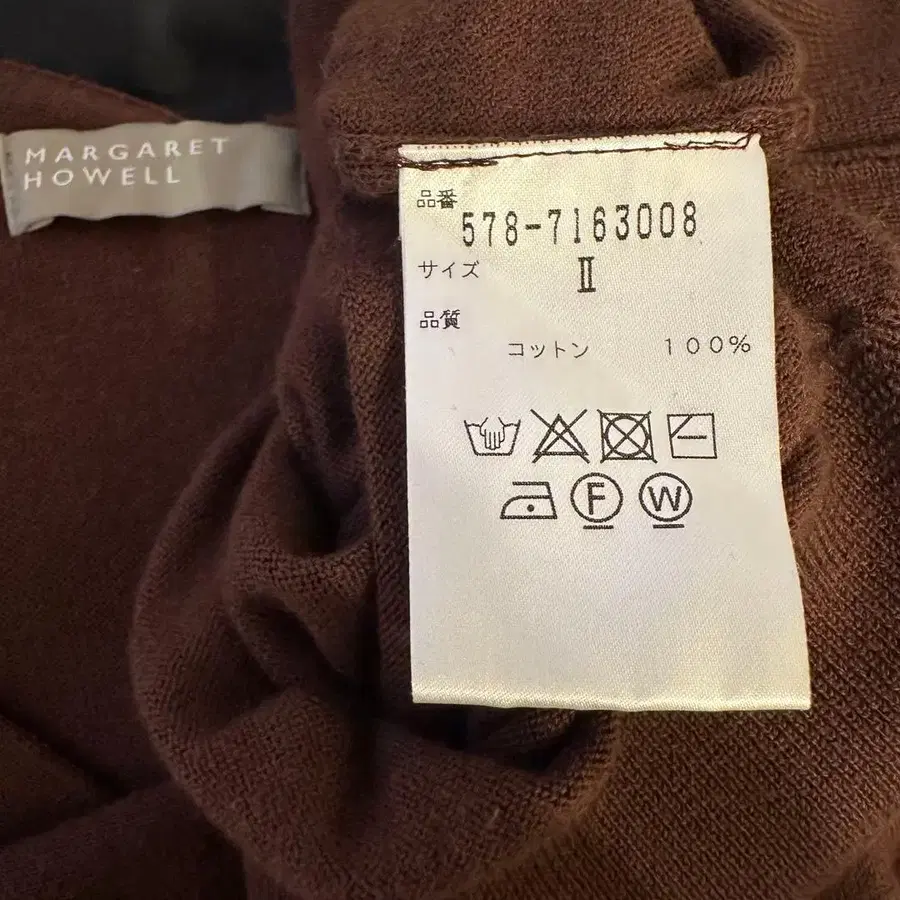 MARGARET
HOWELL
品番
578-7163008
サイズ
Ⅱ
品質
コットン 100%
F W